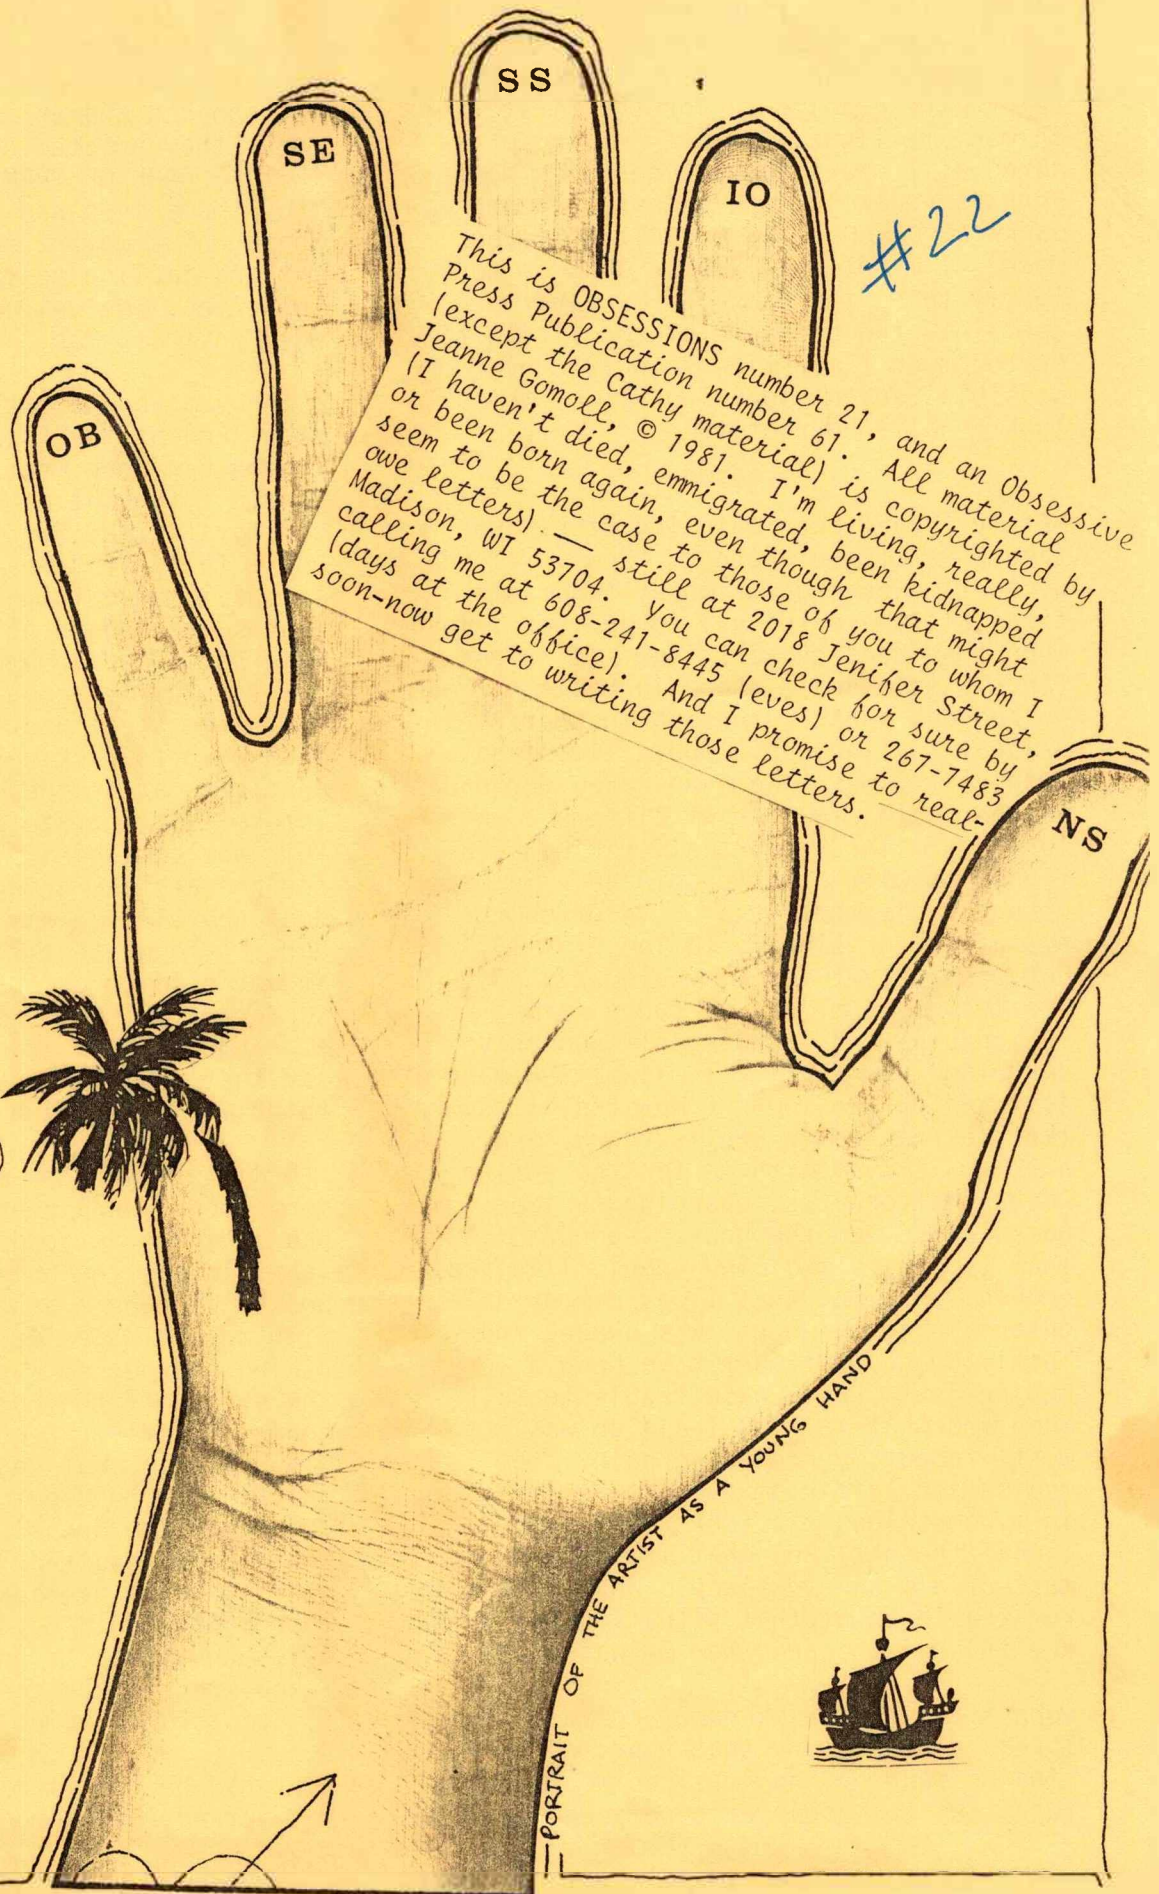 OB
SE
SS
IO
NS
#22
This is OBSESSIONS number 21, and an Obsessive
Press Publication number 61. All material
(except the Cathy material) is copyrighted by
Jeanne Gomoll, © 1981. I'm living, really,
(I haven't died, emmigrated, been kidnapped
or been born again, even though that might
seem to be the case to those of you to whom I
owe letters) — still at 2018 Jenifer Street,
Madison, WI 53704. You can check for sure by
calling me at 608-241-8445 (eves) or 267-7483
(days at the office). And I promise to real-
soon-now get to writing those letters.
PORTRAIT OF THE ARTIST AS A YOUNG HAND